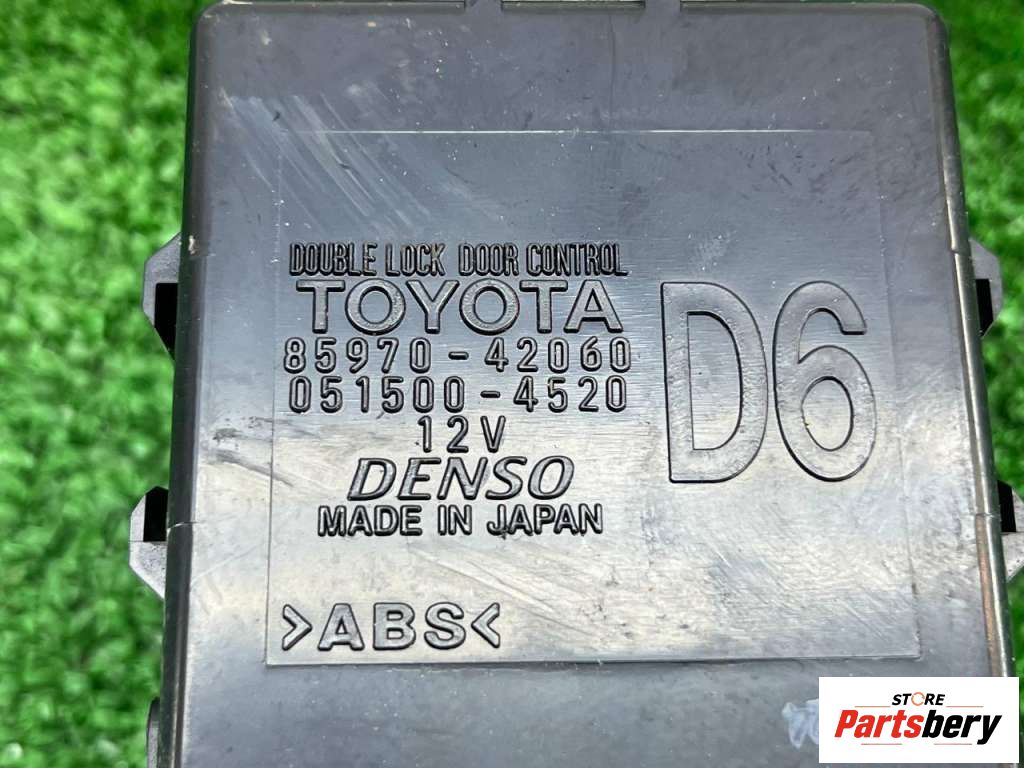 DOUBLE LOCK DOOR CONTROL
TOYOTA
85970-42060
051500-4520
12V
DENSO
MADE IN JAPAN
D6
>ABS<
STORE
Partsbery